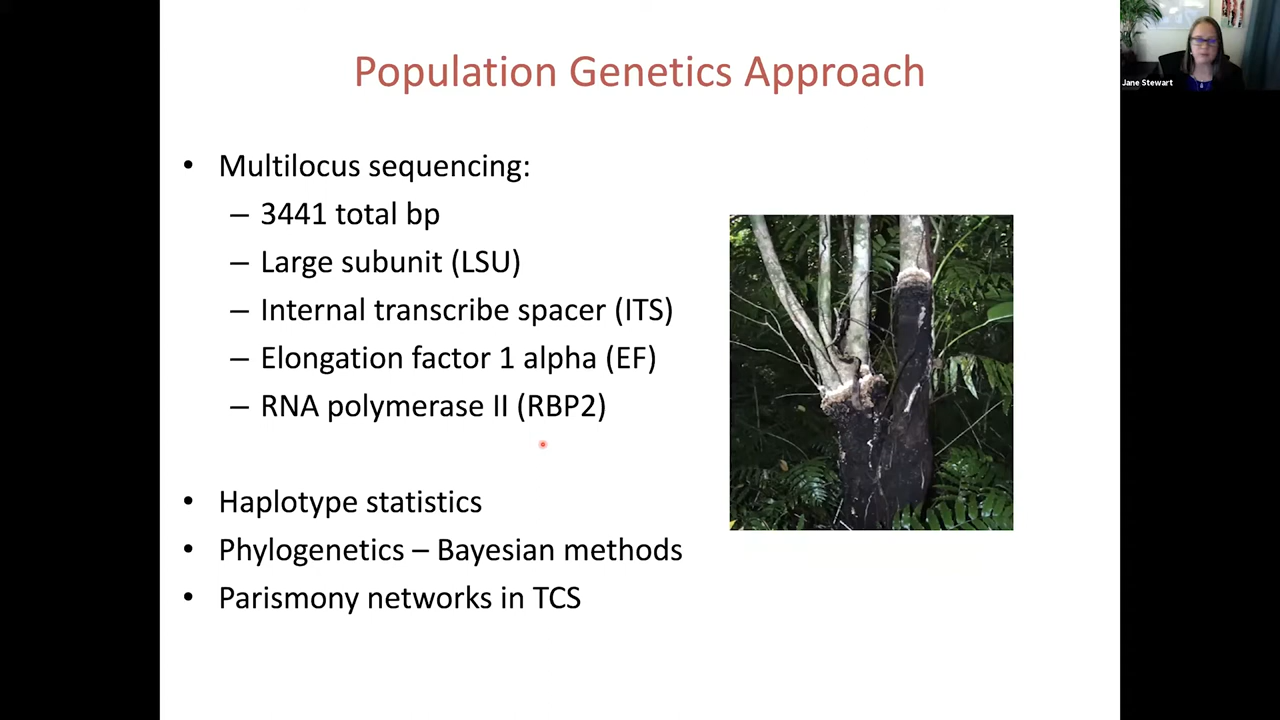 Population Genetics Approach
Jane Stewart
• Multilocus sequencing:
– 3441 total bp
– Large subunit (LSU)
– Internal transcribe spacer (ITS)
– Elongation factor 1 alpha (EF)
– RNA polymerase II (RBP2)
• Haplotype statistics
• Phylogenetics – Bayesian methods
• Parismony networks in TCS